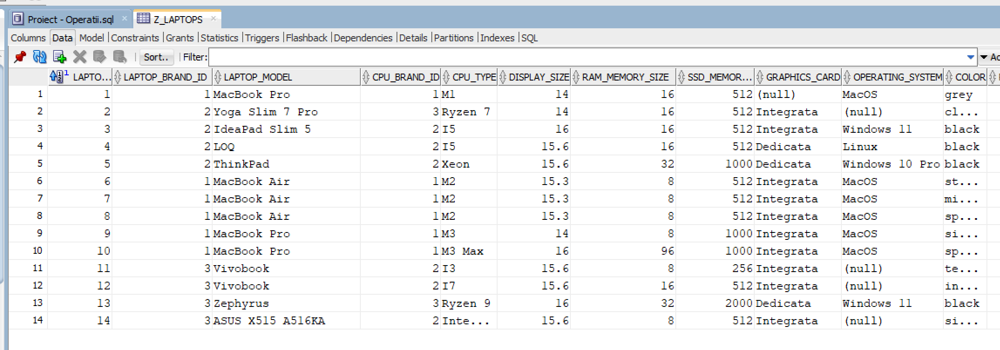 Proiect - Operatii.sql Z_LAPTOPS
Columns Data Model Constraints Grants Statistics Triggers Flashback Dependencies Details Partitions Indexes SQL
Sort.. Filter:
LAPTO... LAPTOP_BRAND_ID LAPTOP_MODEL CPU_BRAND_ID CPU_TYPE DISPLAY_SIZE RAM_MEMORY_SIZE SSD_MEMOR... GRAPHICS_CARD OPERATING_SYSTEM COLOR
1 1 1 MacBook Pro 1 M1 14 16 512 (null) MacOS grey
2 2 2 Yoga Slim 7 Pro 3 Ryzen 7 14 16 512 Integrata (null) cl...
3 3 2 IdeaPad Slim 5 2 I5 16 16 512 Integrata Windows 11 black
4 4 2 LOQ 2 I5 15.6 16 512 Dedicata Linux black
5 5 2 ThinkPad 2 Xeon 15.6 32 1000 Dedicata Windows 10 Pro black
6 6 1 MacBook Air 1 M2 15.3 8 512 Integrata MacOS st...
7 7 1 MacBook Air 1 M2 15.3 8 512 Integrata MacOS mi...
8 8 1 MacBook Air 1 M2 15.3 8 512 Integrata MacOS sp...
9 9 1 MacBook Pro 1 M3 14 8 1000 Integrata MacOS si...
10 10 1 MacBook Pro 1 M3 Max 16 96 1000 Integrata MacOS sp...
11 11 3 Vivobook 2 I3 15.6 8 256 Integrata (null) te...
12 12 3 Vivobook 2 I7 15.6 16 512 Integrata (null) in...
13 13 3 Zephyrus 3 Ryzen 9 16 32 2000 Dedicata Windows 11 black
14 14 3 ASUS X515 A516KA 2 Inte... 15.6 8 512 Integrata (null) si...